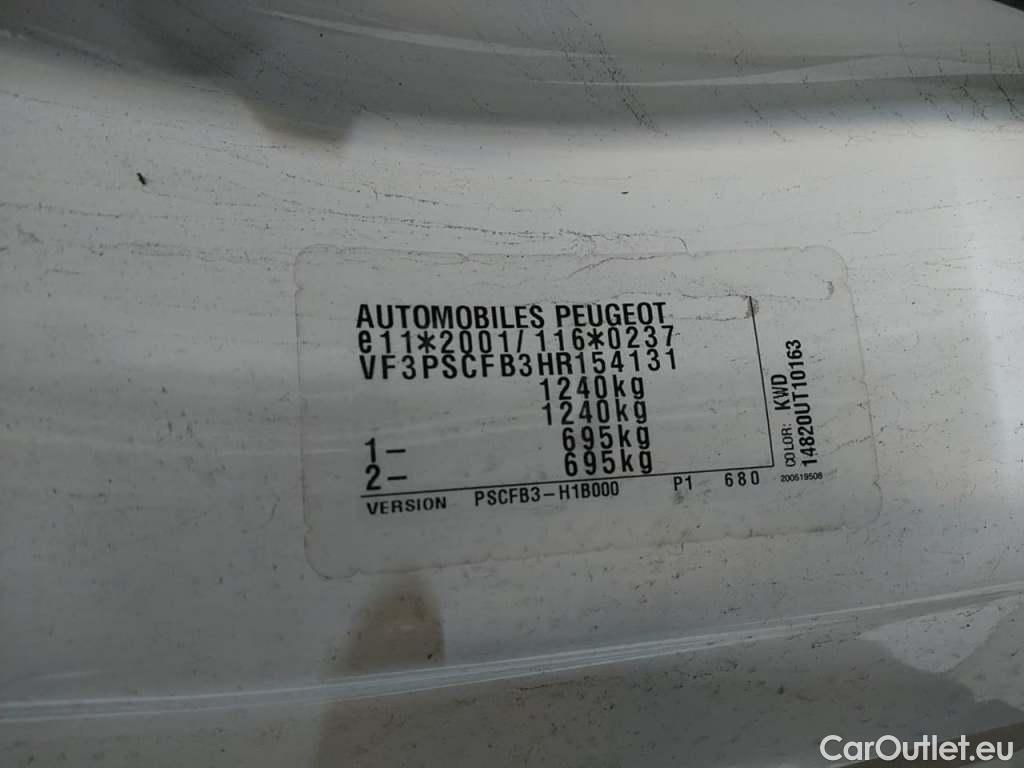 AUTOMOBILES PEUGEOT
e11*2001/116*0237
VF3PSCFB3HR154131
1240kg
1240kg
1- 695kg
2- 695kg
VERSION PSCFB3-H1B000 P1 680
COLOR: KWD
14820UT10163
200519508
CarOutlet.eu